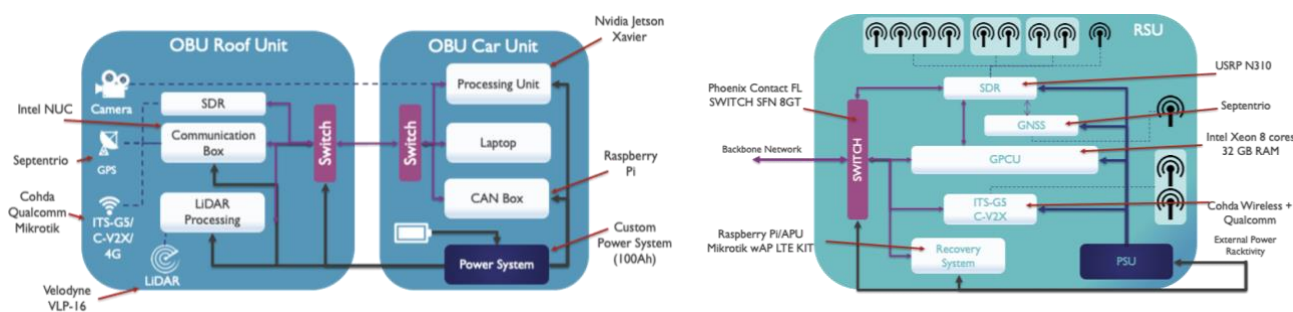 OBU Roof Unit
Camera
SDR
Communication
Box
GPS
ITS-G5/
C-V2X/
4G
LiDAR
Processing
LiDAR
Switch
Intel NUC
Septentrio
Cohda
Qualcomm
Mikrotik
Velodyne
VLP-16
OBU Car Unit
Switch
Processing Unit
Laptop
CAN Box
Power System
Nvidia Jetson
Xavier
Raspberry
Pi
Custom
Power System
(100Ah)
RSU
SDR
GNSS
GPCU
ITS-G5
C-V2X
Recovery
System
PSU
SWITCH
Phoenix Contact FL
SWITCH SFN 8GT
Backbone Network
Raspberry Pi/APU
Mikrotik wAP LTE KIT
USRP N310
Septentrio
Intel Xeon 8 cores
32 GB RAM
Cohda Wireless +
Qualcomm
External Power
Racktivity